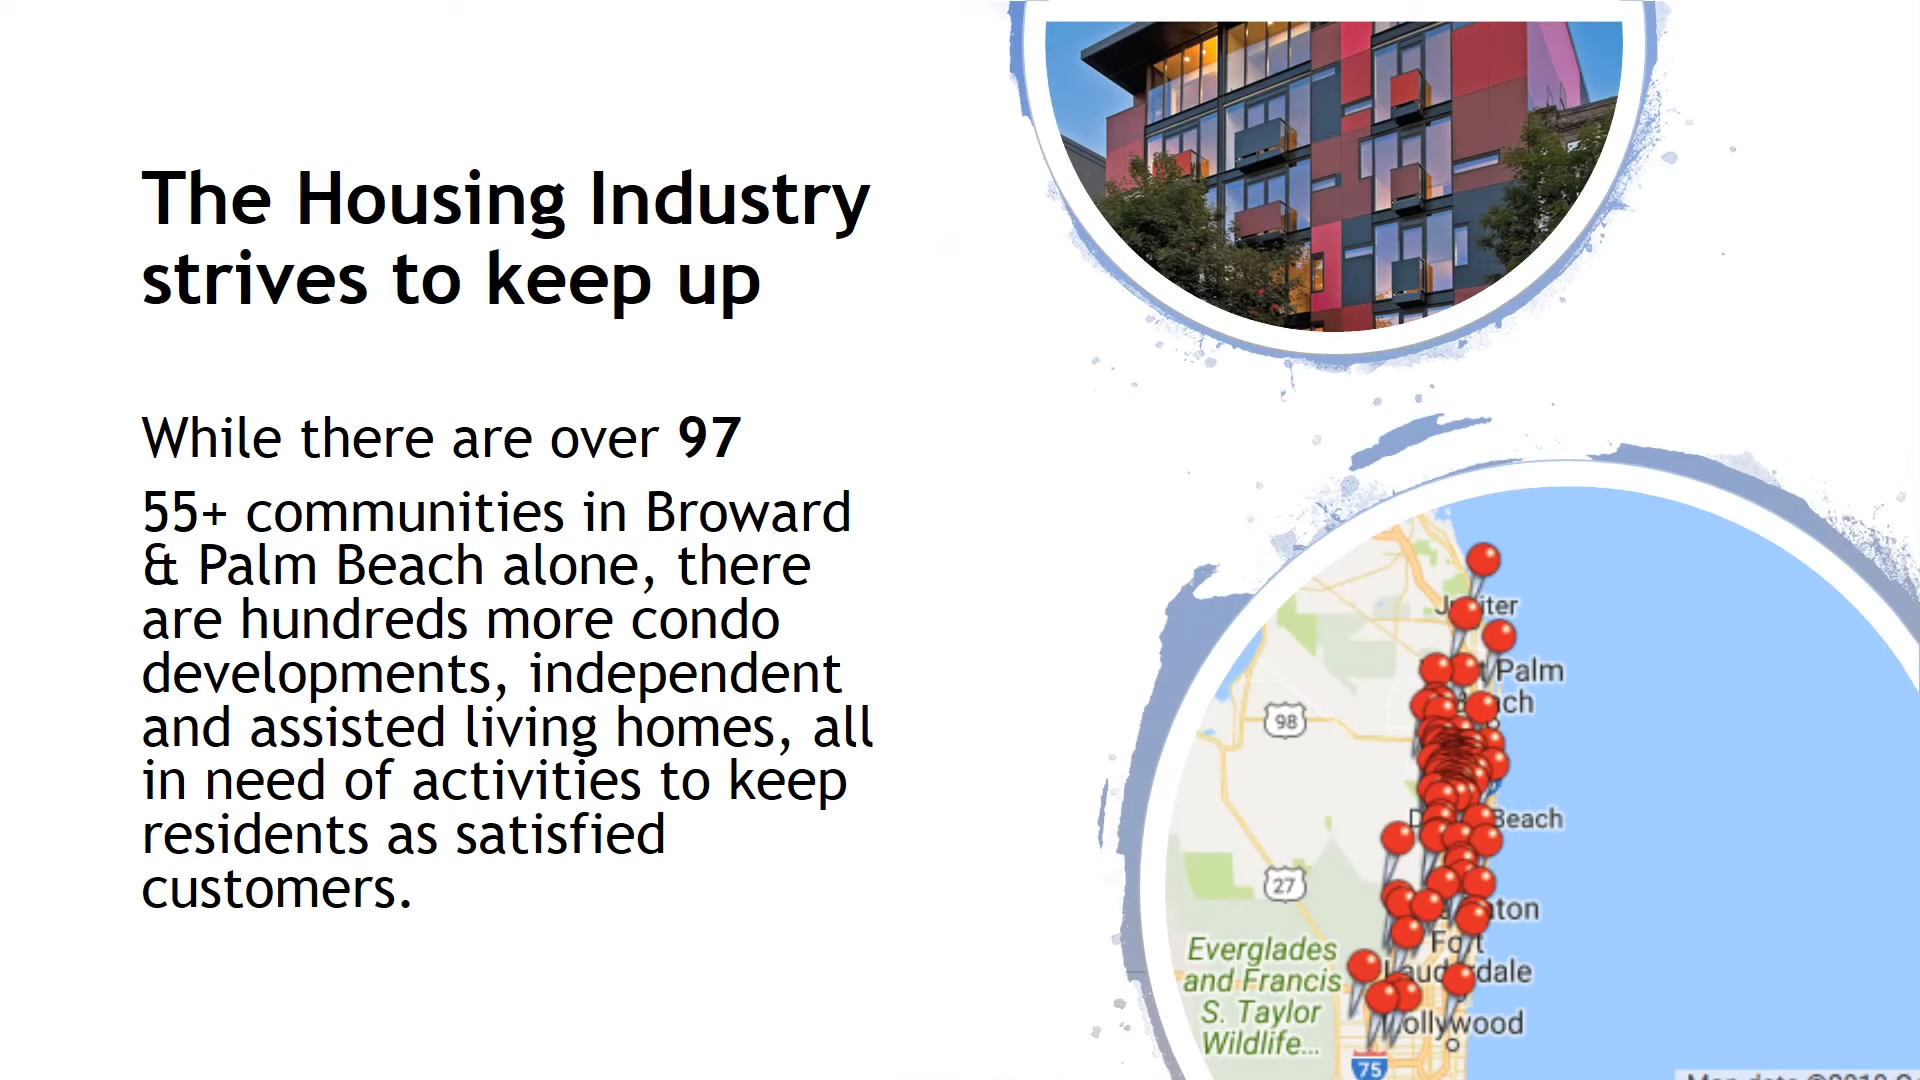 The Housing Industry
strives to keep up
While there are over 97
55+ communities in Broward
& Palm Beach alone, there
are hundreds more condo
developments, independent
and assisted living homes, all
in need of activities to keep
residents as satisfied
customers.
Palm
98
Beach
27
Everglades
and Francis
S. Taylor
Wildlife...
75